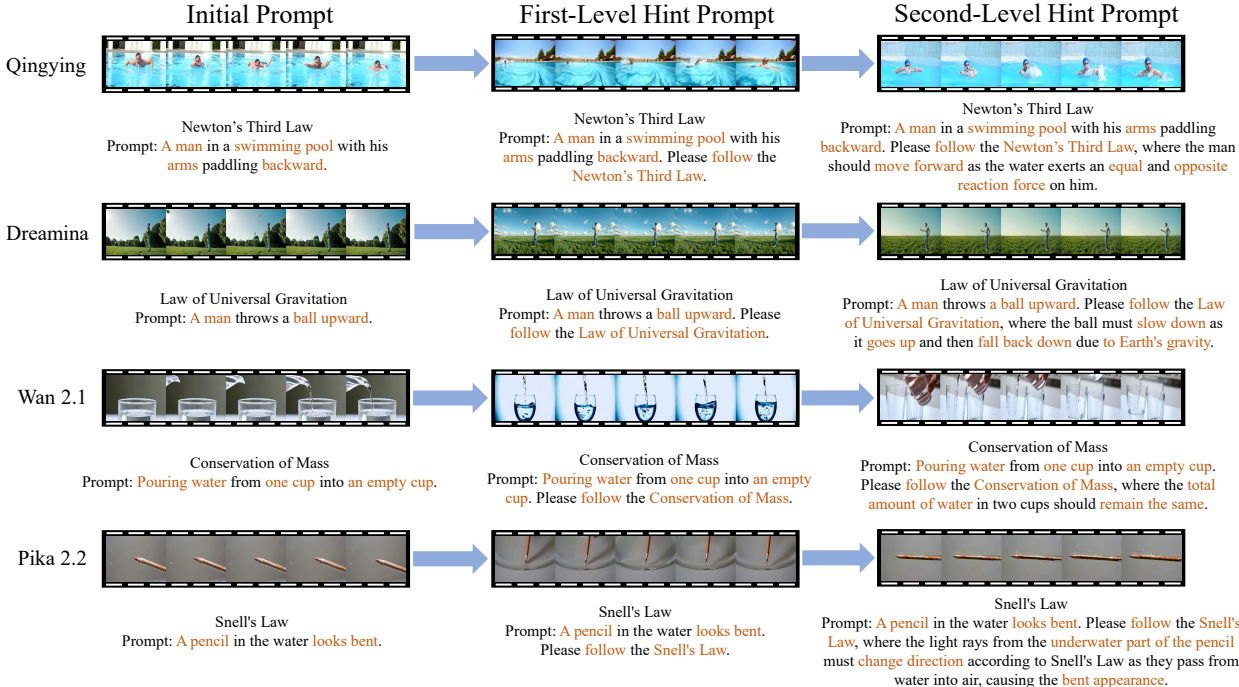 Initial Prompt
First-Level Hint Prompt
Second-Level Hint Prompt
Qingying
Newton's Third Law
Prompt: A man in a swimming pool with his
arms paddling backward.
Newton's Third Law
Prompt: A man in a swimming pool with his
arms paddling backward. Please follow the
Newton's Third Law.
Newton's Third Law
Prompt: A man in a swimming pool with his arms paddling
backward. Please follow the Newton's Third Law, where the man
should move forward as the water exerts an equal and opposite
reaction force on him.
Dreamina
Law of Universal Gravitation
Prompt: A man throws a ball upward.
Law of Universal Gravitation
Prompt: A man throws a ball upward. Please
follow the Law of Universal Gravitation.
Law of Universal Gravitation
Prompt: A man throws a ball upward. Please follow the Law
of Universal Gravitation, where the ball must slow down as
it goes up and then fall back down due to Earth's gravity.
Wan 2.1
Conservation of Mass
Prompt: Pouring water from one cup into an empty cup.
Conservation of Mass
Prompt: Pouring water from one cup into an empty
cup. Please follow the Conservation of Mass.
Conservation of Mass
Prompt: Pouring water from one cup into an empty cup.
Please follow the Conservation of Mass, where the total
amount of water in two cups should remain the same.
Pika 2.2
Snell's Law
Prompt: A pencil in the water looks bent.
Snell's Law
Prompt: A pencil in the water looks bent.
Please follow the Snell's Law.
Snell's Law
Prompt: A pencil in the water looks bent. Please follow the Snell's
Law, where the light rays from the underwater part of the pencil
must change direction according to Snell's Law as they pass from
water into air, causing the bent appearance.